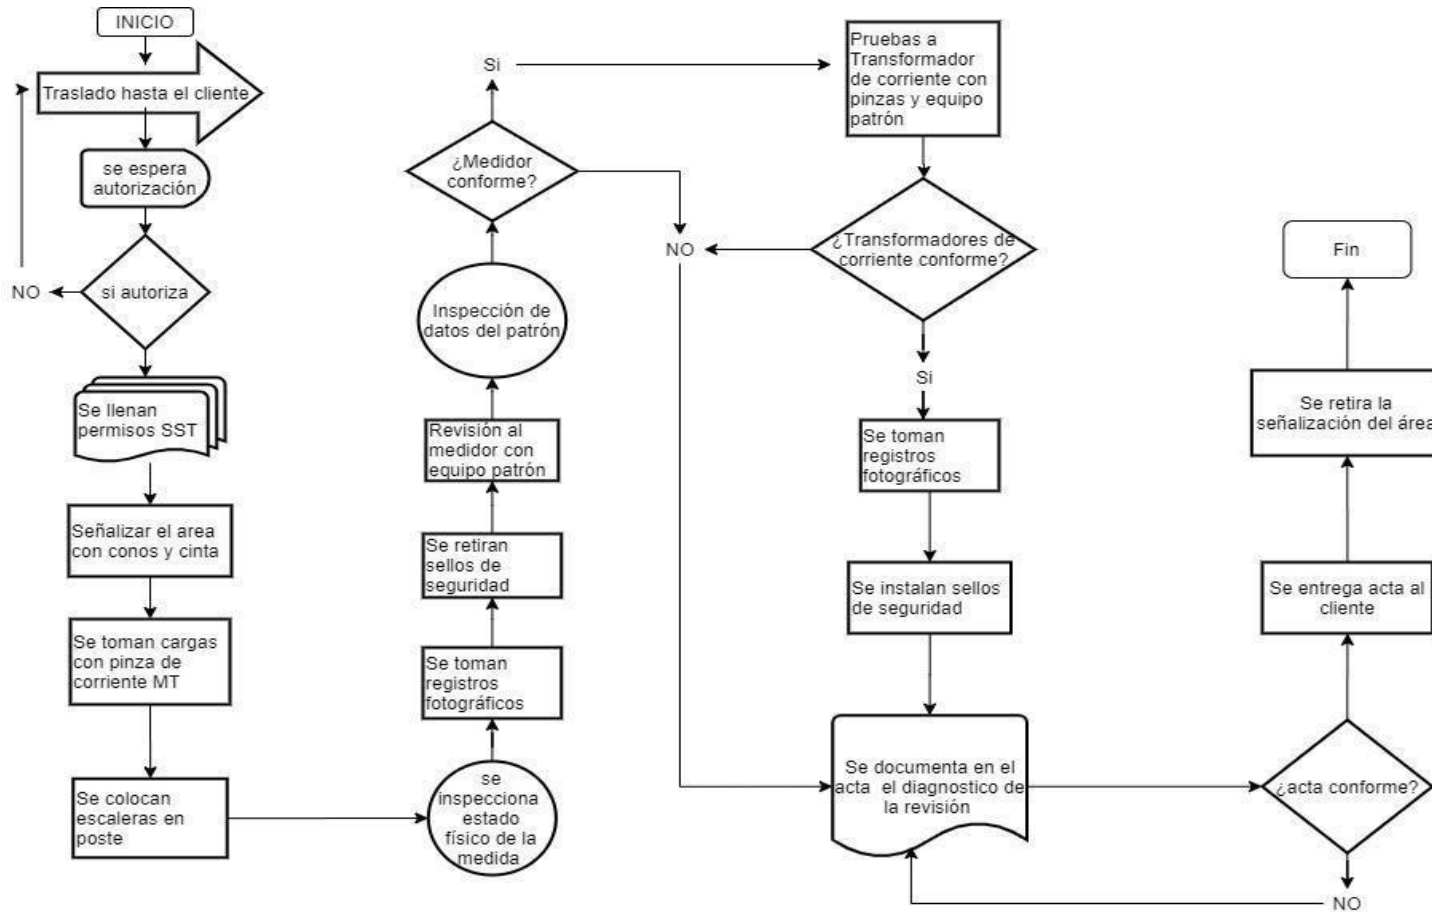 INICIO
Traslado hasta el cliente
se espera
autorización
si autoriza
NO
Se llenan
permisos SST
Señalizar el area
con conos y cinta
Se toman cargas
con pinza de
corriente MT
Se colocan
escaleras en
poste
se
inspecciona
estado
físico de la
medida
Se toman
registros
fotográficos
Se retiran
sellos de
seguridad
Revisión al
medidor con
equipo patrón
Inspección de
datos del patrón
¿Medidor
conforme?
Si
NO
Pruebas a
Transformador
de corriente con
pinzas y equipo
patrón
¿Transformadores de
corriente conforme?
Si
Se toman
registros
fotográficos
Se instalan sellos
de seguridad
Se documenta en el
acta el diagnostico de
la revisión
¿acta conforme?
NO
Se entrega acta al
cliente
Se retira la
señalización del área
Fin